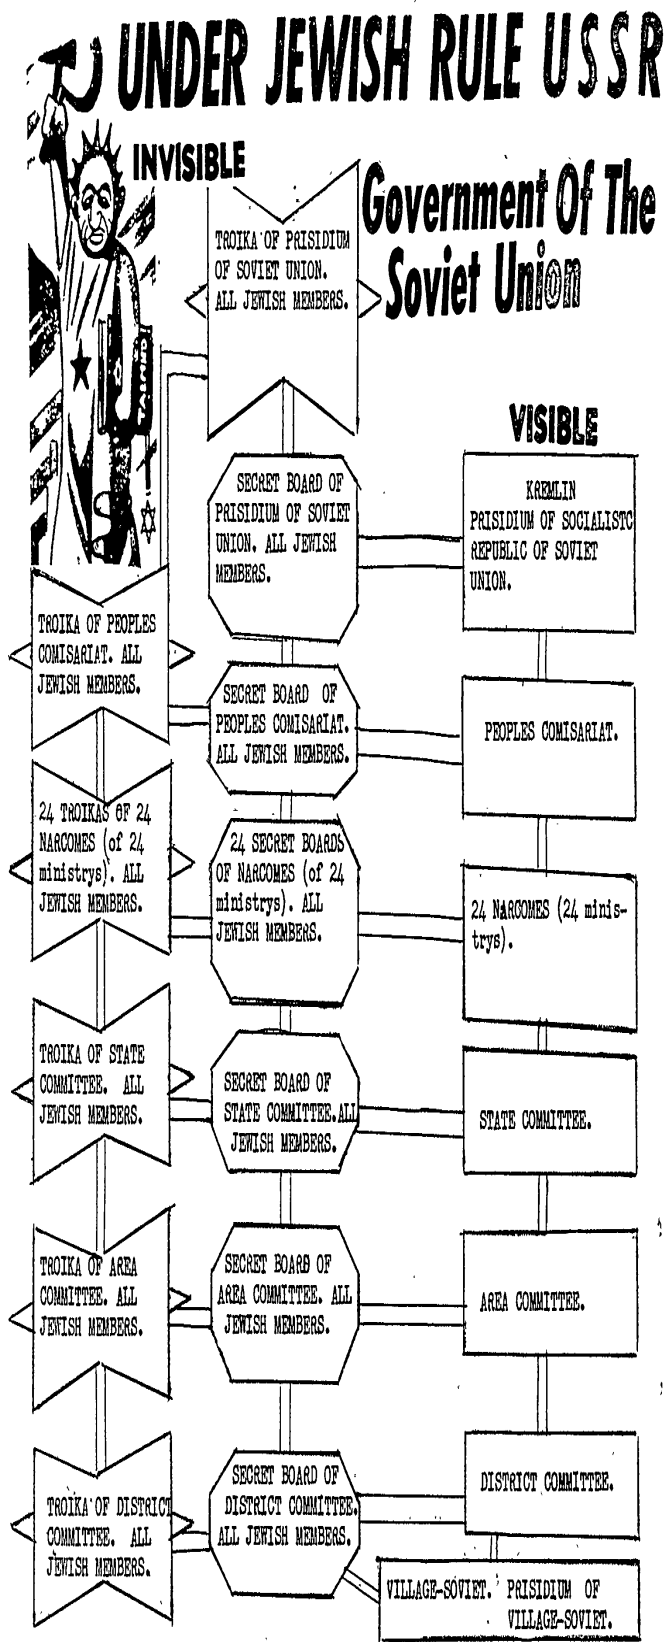 UNDER JEWISH RULE USSR
INVISIBLE
Government Of The
Soviet Union
TROIKA OF PRISIDIUM
OF SOVIET UNION.
ALL JEWISH MEMBERS.
VISIBLE
SECRET BOARD OF
PRISIDIUM OF SOVIET
UNION. ALL JEWISH
MEMBERS.
KREMLIN
PRISIDIUM OF SOCIALISTC
REPUBLIC OF SOVIET
UNION.
TROIKA OF PEOPLES
COMISARIAT. ALL
JEWISH MEMBERS.
SECRET BOARD OF
PEOPLES COMISARIAT.
ALL JEWISH MEMBERS.
PEOPLES COMISARIAT.
24 TROIKAS OF 24
NARCOMES (of 24
ministrys). ALL
JEWISH MEMBERS.
24 SECRET BOARDS
OF NARCOMES (of 24
ministrys). ALL
JEWISH MEMBERS.
24 NARCOMES (24 minis-
trys).
TROIKA OF STATE
COMMITTEE. ALL
JEWISH MEMBERS.
SECRET BOARD OF
STATE COMMITTEE.ALL
JEWISH MEMBERS.
STATE COMMITTEE.
TROIKA OF AREA
COMMITTEE. ALL
JEWISH MEMBERS.
SECRET BOARD OF
AREA COMMITTEE. ALL
JEWISH MEMBERS.
AREA COMMITTEE.
TROIKA OF DISTRICT
COMMITTEE. ALL
JEWISH MEMBERS.
SECRET BOARD OF
DISTRICT COMMITTEE.
ALL JEWISH MEMBERS.
DISTRICT COMMITTEE.
VILLAGE-SOVIET. PRISIDIUM OF
VILLAGE-SOVIET.